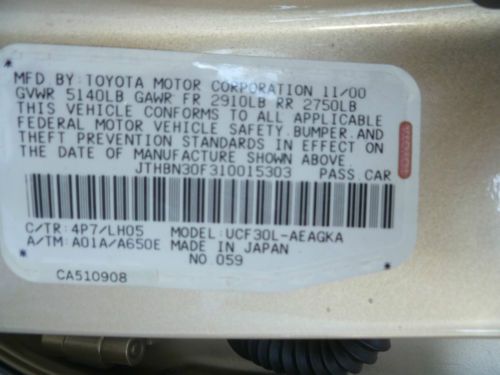 MFD BY: TOYOTA MOTOR CORPORATION 11/00
GVWR 5140LB GAWR FR 2910LB RR 2750LB
THIS VEHICLE CONFORMS TO ALL APPLICABLE
FEDERAL MOTOR VEHICLE SAFETY, BUMPER, AND
THEFT PREVENTION STANDARDS IN EFFECT ON
THE DATE OF MANUFACTURE SHOWN ABOVE.
JTHBN30F310015303 PASS.CAR
TOYOTA
C/TR: 4P7/LH05 MODEL: UCF30L-AEAGKA
A/TM: A01A/A650E MADE IN JAPAN
NO 059
CA510908